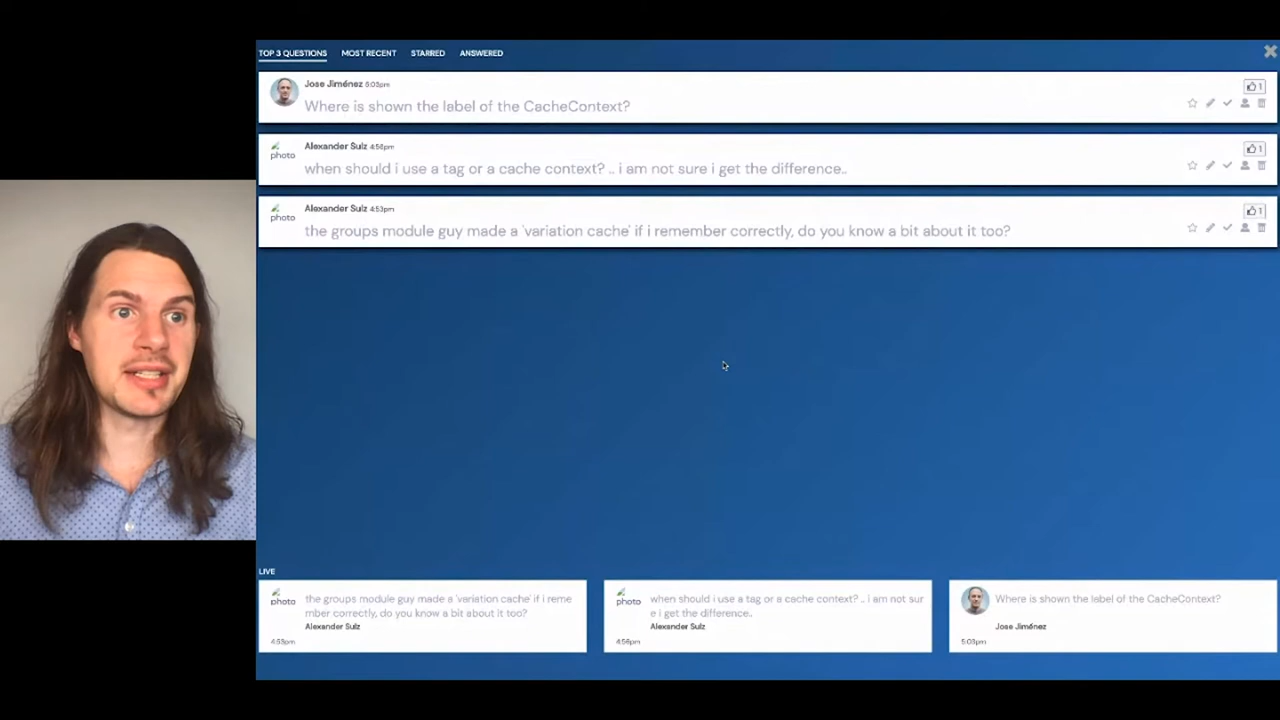 TOP 3 QUESTIONS MOST RECENT STARRED ANSWERED
Jose Jiménez 5:03pm
1
Where is shown the label of the CacheContext?
photo
Alexander Sulz 4:56pm
1
when should i use a tag or a cache context? .. i am not sure i get the difference..
photo
Alexander Sulz 4:53pm
1
the groups module guy made a 'variation cache' if i remember correctly, do you know a bit about it too?
LIVE
photo
the groups module guy made a 'variation cache' if i reme
mber correctly, do you know a bit about it too?
Alexander Sulz
4:53pm
photo
when should i use a tag or a cache context? .. i am not sur
e i get the difference..
Alexander Sulz
4:56pm
Where is shown the label of the CacheContext?
Jose Jiménez
5:03pm